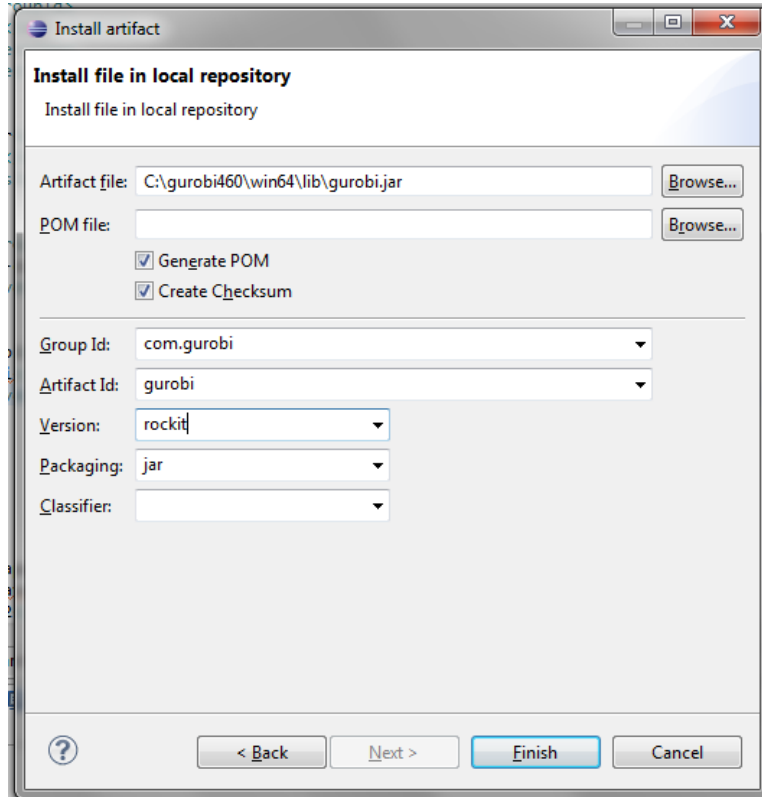 Install artifact
Install file in local repository
Install file in local repository
Artifact file: C:\gurobi460\win64\lib\gurobi.jar Browse...
POM file: Browse...
Generate POM
Create Checksum
Group Id: com.gurobi
Artifact Id: gurobi
Version: rockit
Packaging: jar
Classifier:
? < Back Next > Finish Cancel